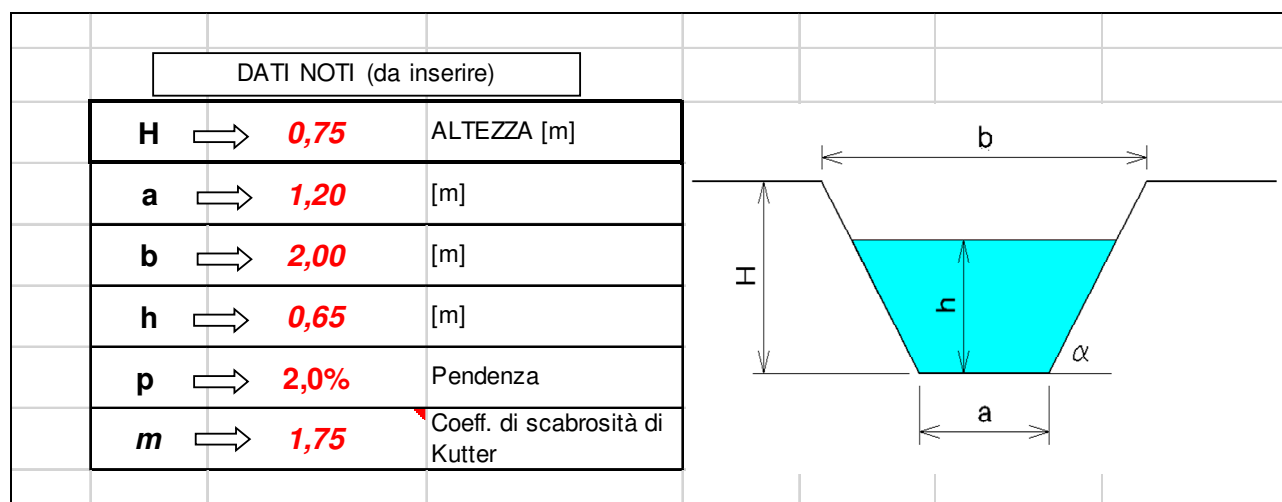 DATI NOTI (da inserire)
H 0,75 ALTEZZA [m]
a 1,20 [m]
b 2,00 [m]
h 0,65 [m]
p 2,0% Pendenza
m 1,75 Coeff. di scabrosità di
Kutter
b
H
h
α
a